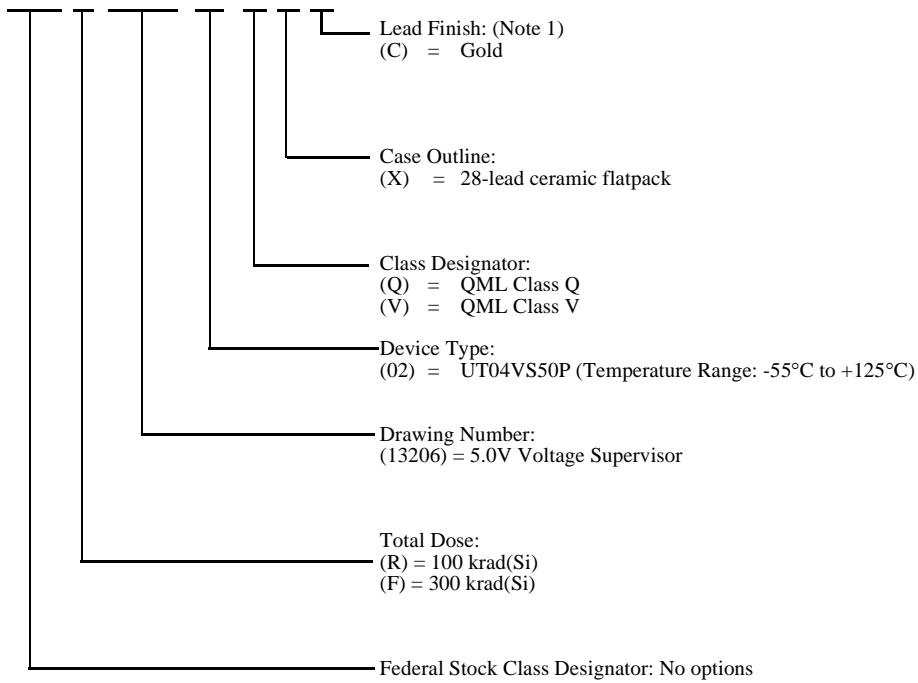 Lead Finish: (Note 1)
(C) = Gold
Case Outline:
(X) = 28-lead ceramic flatpack
Class Designator:
(Q) = QML Class Q
(V) = QML Class V
Device Type:
(02) = UT04VS50P (Temperature Range: -55°C to +125°C)
Drawing Number:
(13206) = 5.0V Voltage Supervisor
Total Dose:
(R) = 100 krad(Si)
(F) = 300 krad(Si)
Federal Stock Class Designator: No options